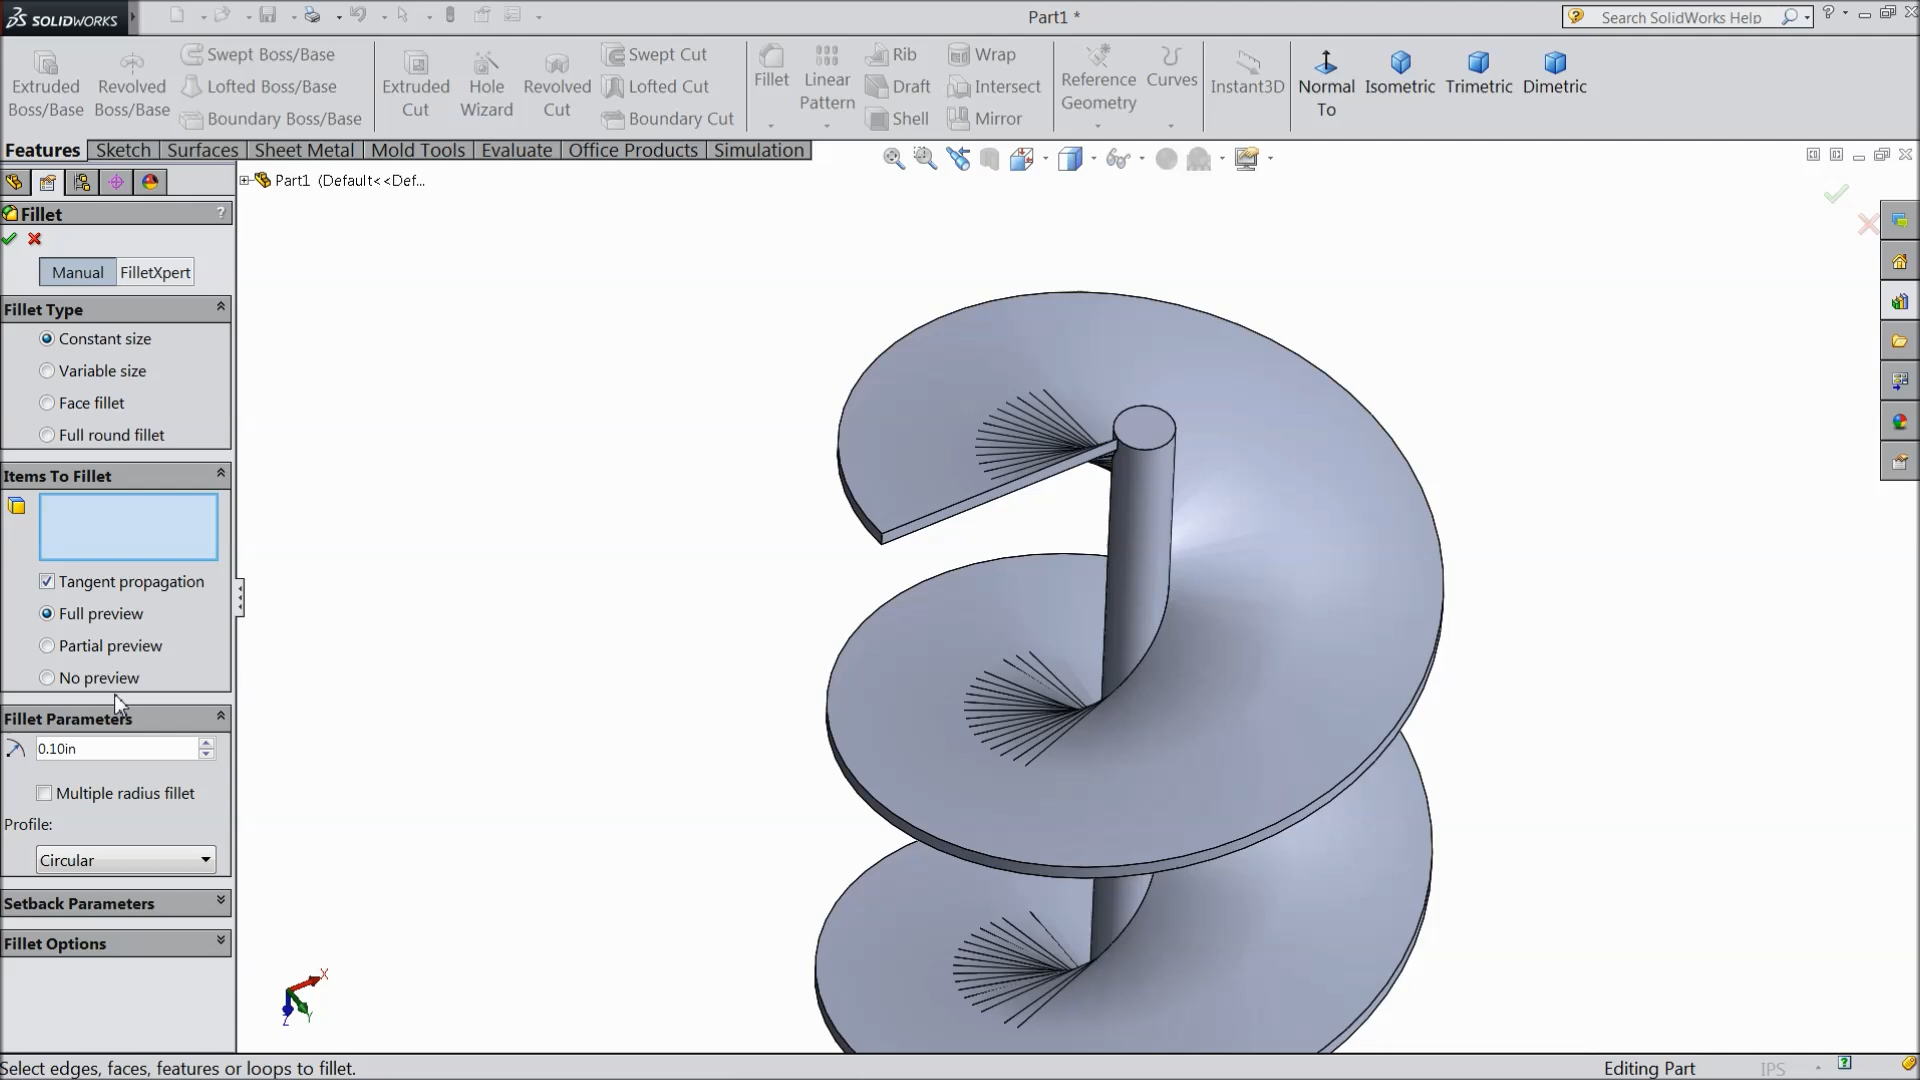 SOLIDWORKS
Part1 *
Search SolidWorks Help
Extruded Boss/Base
Revolved Boss/Base
Swept Boss/Base
Lofted Boss/Base
Boundary Boss/Base
Extruded Cut
Hole Wizard
Revolved Cut
Swept Cut
Lofted Cut
Boundary Cut
Fillet
Linear Pattern
Rib
Draft
Shell
Wrap
Intersect
Mirror
Reference Geometry
Curves
Instant3D
Normal To
Isometric
Trimetric
Dimetric
Features
Sketch
Surfaces
Sheet Metal
Mold Tools
Evaluate
Office Products
Simulation
Part1 (Default<<Def...
Fillet
?
Manual
FilletXpert
Fillet Type
Constant size
Variable size
Face fillet
Full round fillet
Items To Fillet
Tangent propagation
Full preview
Partial preview
No preview
Fillet Parameters
0.10in
Multiple radius fillet
Profile:
Circular
Setback Parameters
Fillet Options
X
Y
Z
Select edges, faces, features or loops to fillet.
Editing Part
IPS